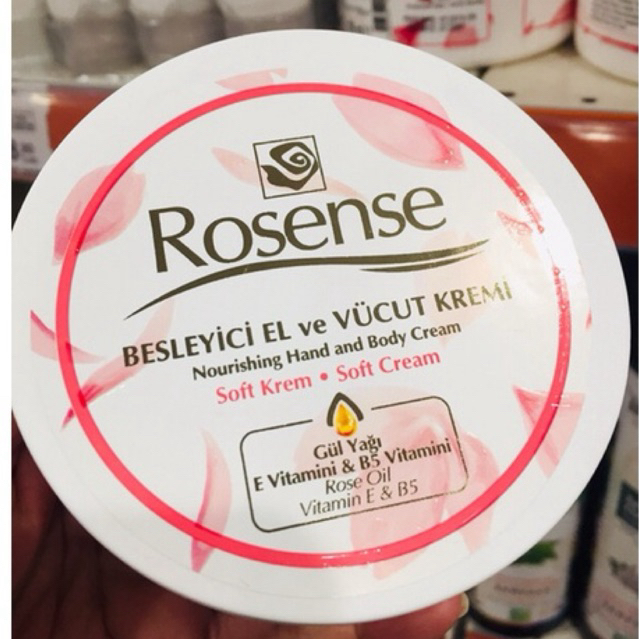 Rosense
BESLEYİCİ EL ve VÜCUT KREMİ
Nourishing Hand and Body Cream
Soft Krem • Soft Cream
Gül Yağı
E Vitamini & B5 Vitamini
Rose Oil
Vitamin E & B5